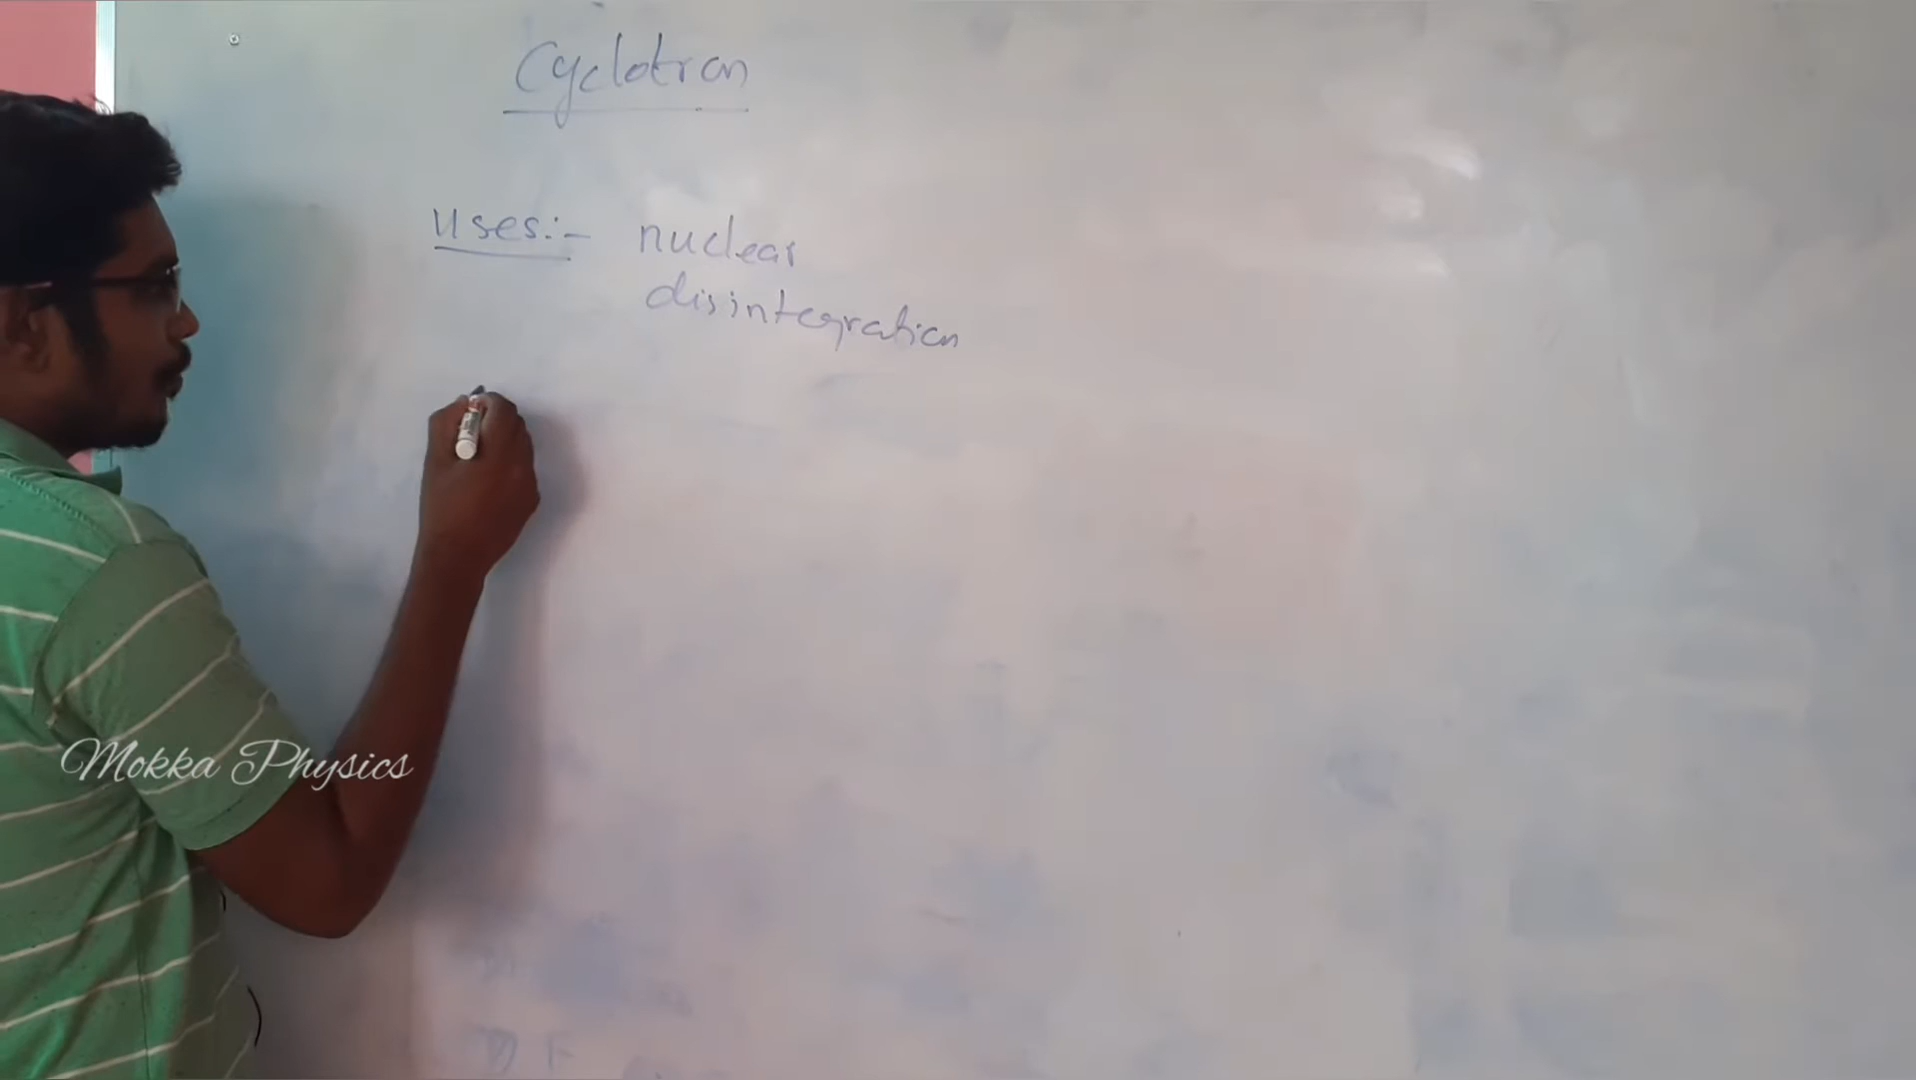 Cyclotron
Uses:- nuclear
disintegration
Mokka Physics